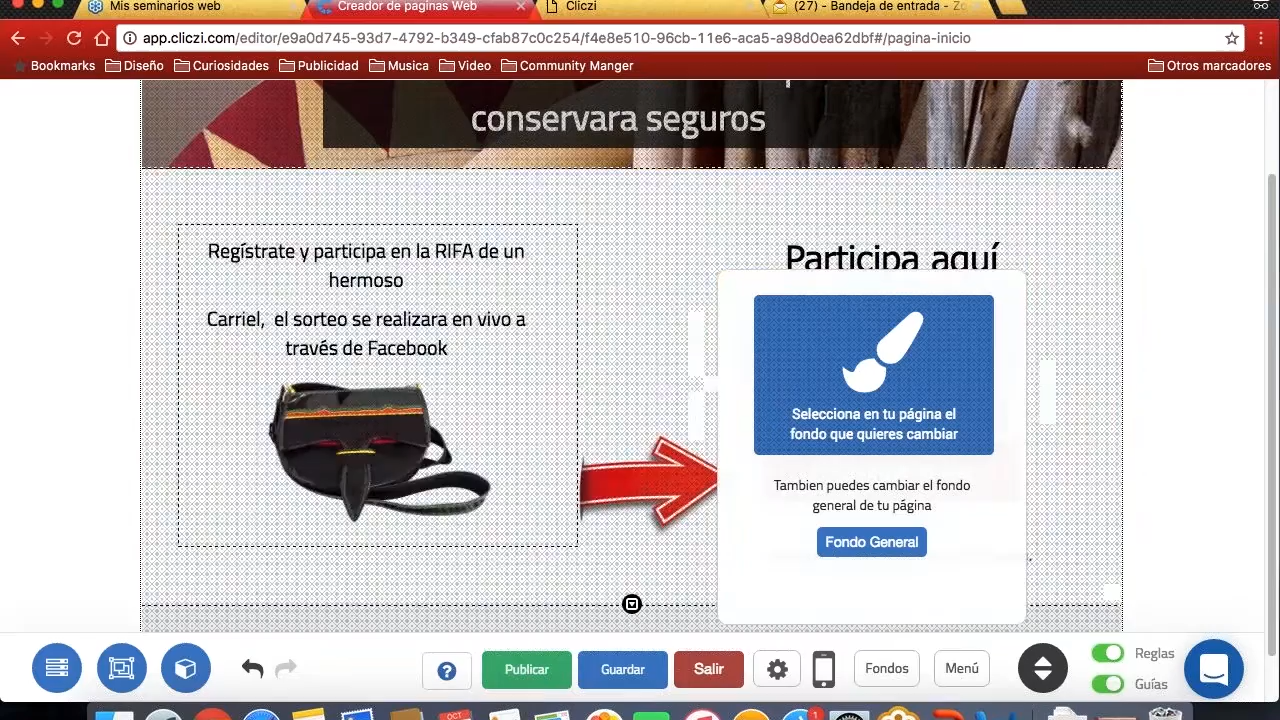 Mis seminarios web
Creador de paginas Web
Cliczi
(27) - Bandeja de entrada - Zo
app.cliczi.com/editor/e9a0d745-93d7-4792-b349-cfab87c0c254/f4e8e510-96cb-11e6-aca5-a98d0ea62dbf#/pagina-inicio
Bookmarks Diseño Curiosidades Publicidad Musica Video Community Manger Otros marcadores
conservara seguros
Regístrate y participa en la RIFA de un
hermoso
Carriel, el sorteo se realizara en vivo a
través de Facebook
Participa aquí
Selecciona en tu página el
fondo que quieres cambiar
Tambien puedes cambiar el fondo
general de tu página
Fondo General
? Publicar Guardar Salir Fondos Menú
Reglas
Guías
OCT
1